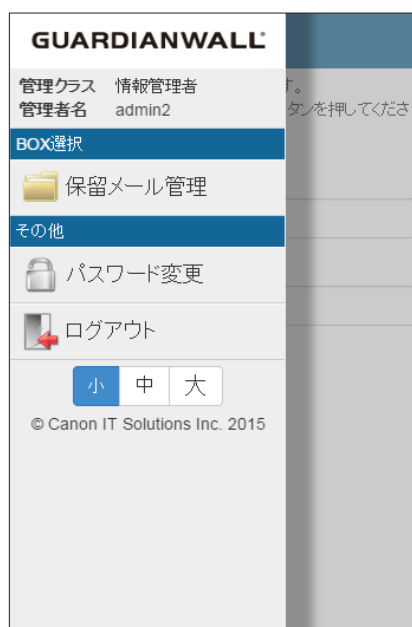 GUARDIANWALL
管理クラス 情報管理者
す。
管理者名 admin2
タンを押してくださ
BOX選択
保留メール管理
その他
パスワード変更
ログアウト
小 中 大
© Canon IT Solutions Inc. 2015